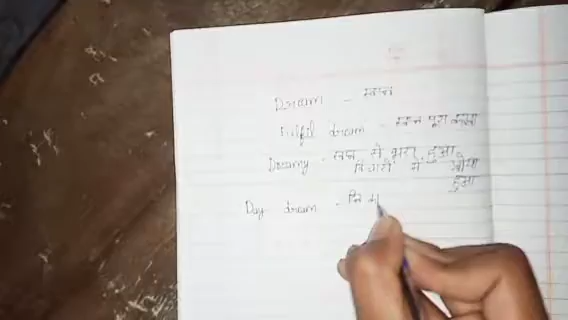 Dream - स्वप्न
Fulfil dream - स्वप्न पूरा करना
Dreamy - स्वप्न से भरा हुआ
विचारों में खोया
हुआ
Day dream - दि